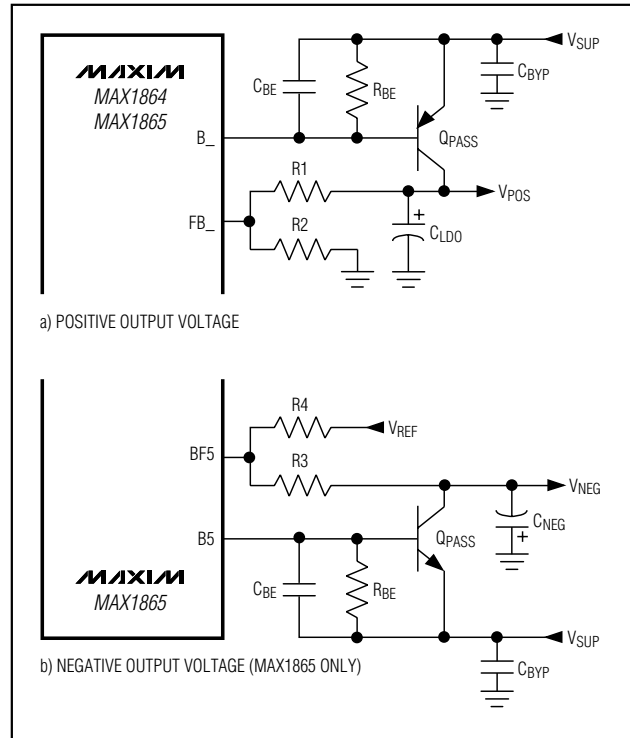 MAXIM
MAX1864
MAX1865
B_
FB_
CBE
RBE
VSUP
CBYP
QPASS
R1
R2
VPOS
+
CLDO
a) POSITIVE OUTPUT VOLTAGE
R4
VREF
BF5
R3
VNEG
CNEG
+
B5
QPASS
CBE
RBE
MAXIM
MAX1865
VSUP
CBYP
b) NEGATIVE OUTPUT VOLTAGE (MAX1865 ONLY)